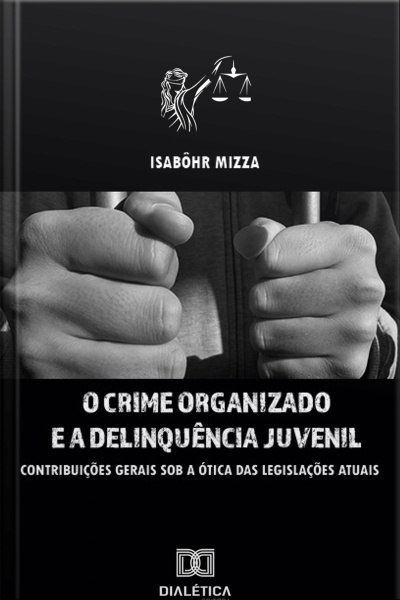 ISABÔHR MIZZA
O CRIME ORGANIZADO
E A DELINQUÊNCIA JUVENIL
CONTRIBUIÇÕES GERAIS SOB A ÓTICA DAS LEGISLAÇÕES ATUAIS
DIALÉTICA